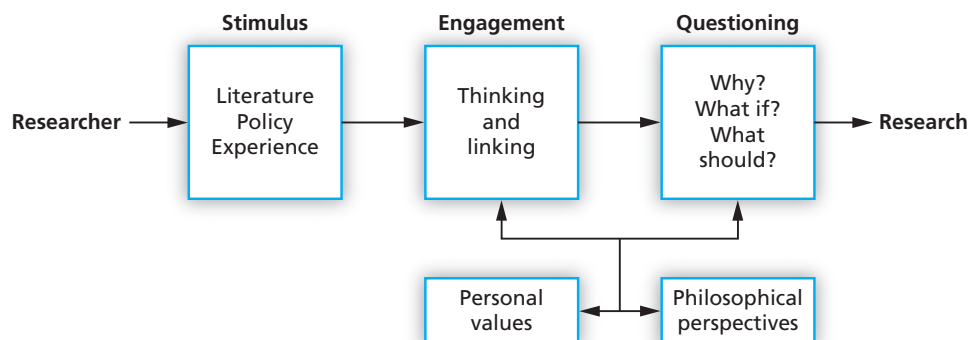 Stimulus
Engagement
Questioning
Researcher
Literature
Policy
Experience
Thinking
and
linking
Why?
What if?
What
should?
Research
Personal
values
Philosophical
perspectives